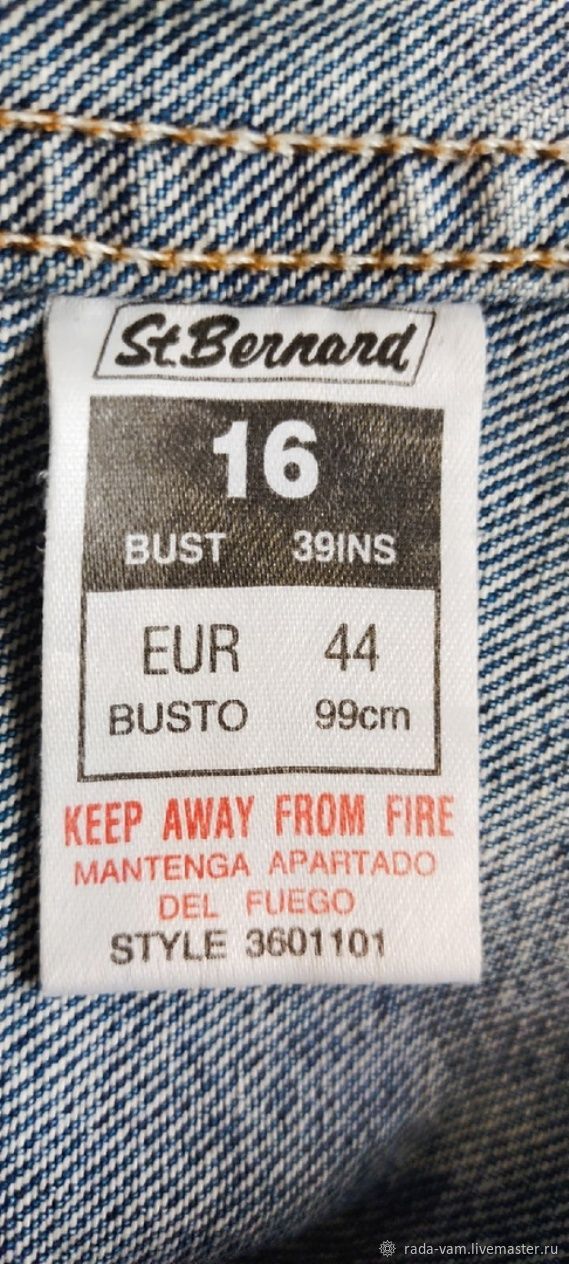 St.Bernard
16
BUST 39INS
EUR 44
BUSTO 99cm
KEEP AWAY FROM FIRE
MANTENGA APARTADO
DEL FUEGO
STYLE 3601101
rada-vam.livemaster.ru